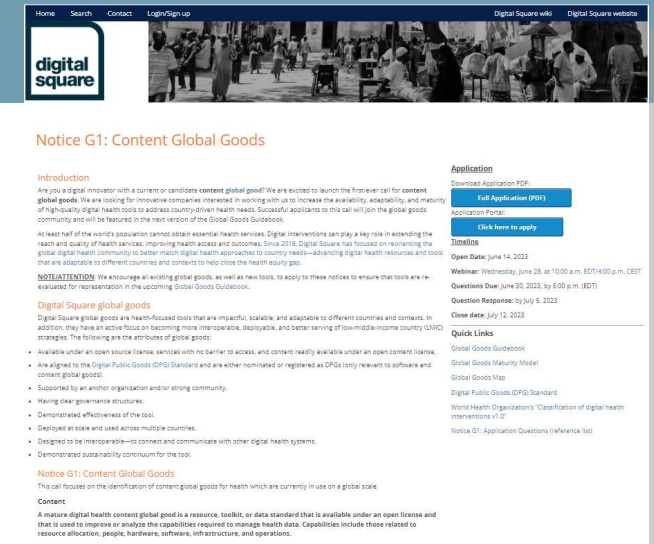 Home Search Contact Login/Sign up Digital Square wiki Digital Square website
digital
square
Notice G1: Content Global Goods
Introduction
Are you a digital innovator with a current or candidate content global good? We are excited to launch the first-ever call for content
global goods. We are looking for innovative companies interested in working with us to increase the availability, adaptability, and maturity
of high-quality digital health tools to address country-driven health needs. Successful applicants to this call will join the global goods
community and will be featured in the next version of the Global Goods Guidebook.
At least half of the world's population cannot obtain essential health services. Digital interventions can play a key role in extending the
reach and quality of health services, improving health access and outcomes. Since 2016, Digital Square has focused on reorienting the
global digital health community to better match digital health approaches to country needs—advancing digital health resources and tools
that are adaptable to different countries and contexts to help close the health equity gap.
NOTE/ATTENTION: We encourage all existing global goods, as well as new tools, to apply to these notices to ensure that tools are re-
evaluated for representation in the upcoming Global Goods Guidebook.
Digital Square global goods
Digital Square global goods are health-focused tools that are impactful, scalable, and adaptable to different countries and contexts. In
addition, they have an active focus on becoming more interoperable, deployable, and better serving of low-middle-income country (LMIC)
strategies. The following are the attributes of global goods:
• Available under an open source license, services with no barrier to access, and content readily available under an open content license.
• Are aligned to the Digital Public Goods (DPG) Standard and are either nominated or registered as DPGs (only relevant to software and
content global goods).
• Supported by an anchor organization and/or strong community.
• Having clear governance structures.
• Demonstrated effectiveness of the tool.
• Deployed at scale and used across multiple countries.
• Designed to be interoperable—to connect and communicate with other digital health systems.
• Demonstrated sustainability continuum for the tool.
Notice G1: Content Global Goods
This call focuses on the identification of content global goods for health which are currently in use on a global scale.
Content
A mature digital health content global good is a resource, toolkit, or data standard that is available under an open license and
that is used to improve or analyze the capabilities required to manage health data. Capabilities include those related to
resource allocation, people, hardware, software, infrastructure, and operations.
Application
Download Application PDF:
Full Application (PDF)
Application Portal:
Click here to apply
Timeline
Open Date: June 14, 2023
Webinar: Wednesday, June 28, at 10:00 a.m. EDT/4:00 p.m. CEST
Questions Due: June 30, 2023, by 6:00 p.m. (EDT)
Question Response: by July 5, 2023
Close date: July 12, 2023
Quick Links
Global Goods Guidebook
Global Goods Maturity Model
Global Goods Map
Digital Public Goods (DPG) Standard
World Health Organization's "Classification of digital health
interventions v1.0"
Notice G1: Application Questions (reference list)